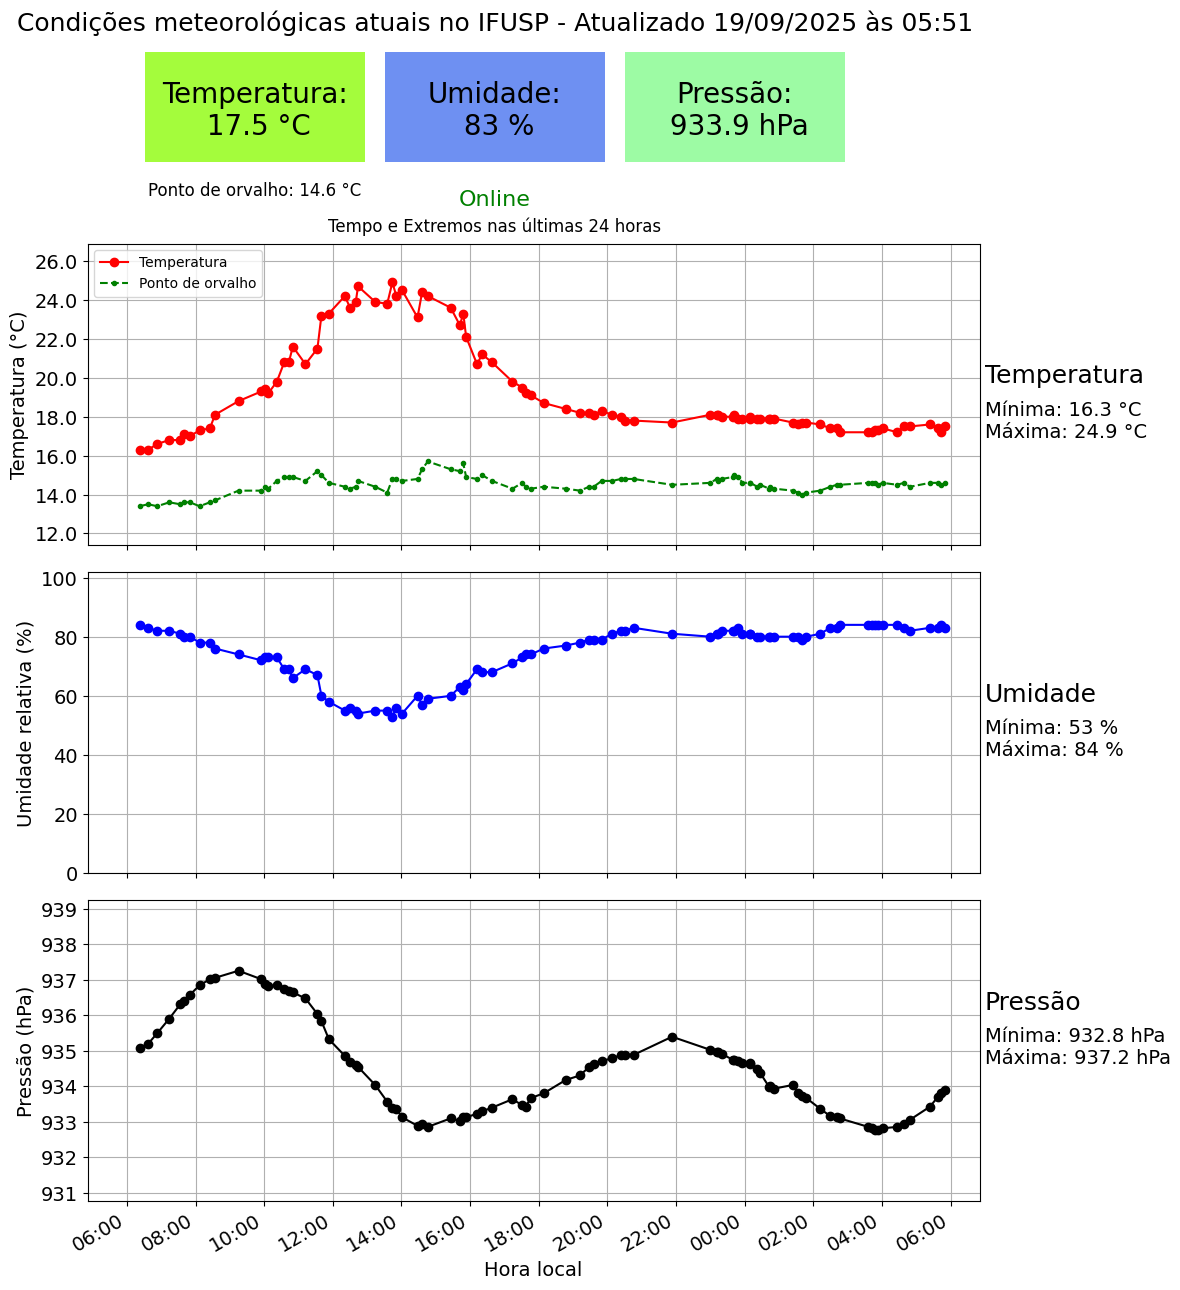 Condições meteorológicas atuais no IFUSP - Atualizado 19/09/2025 às 05:51
Temperatura:
17.5 °C
Umidade:
83 %
Pressão:
933.9 hPa
Ponto de orvalho: 14.6 °C
Online
Tempo e Extremos nas últimas 24 horas
Temperatura
Ponto de orvalho
Temperatura (°C)
26.0
24.0
22.0
20.0
18.0
16.0
14.0
12.0
Temperatura
Mínima: 16.3 °C
Máxima: 24.9 °C
Umidade relativa (%)
100
80
60
40
20
0
Umidade
Mínima: 53 %
Máxima: 84 %
Pressão (hPa)
939
938
937
936
935
934
933
932
931
Pressão
Mínima: 932.8 hPa
Máxima: 937.2 hPa
06:00 08:00 10:00 12:00 14:00 16:00 18:00 20:00 22:00 00:00 02:00 04:00 06:00
Hora local